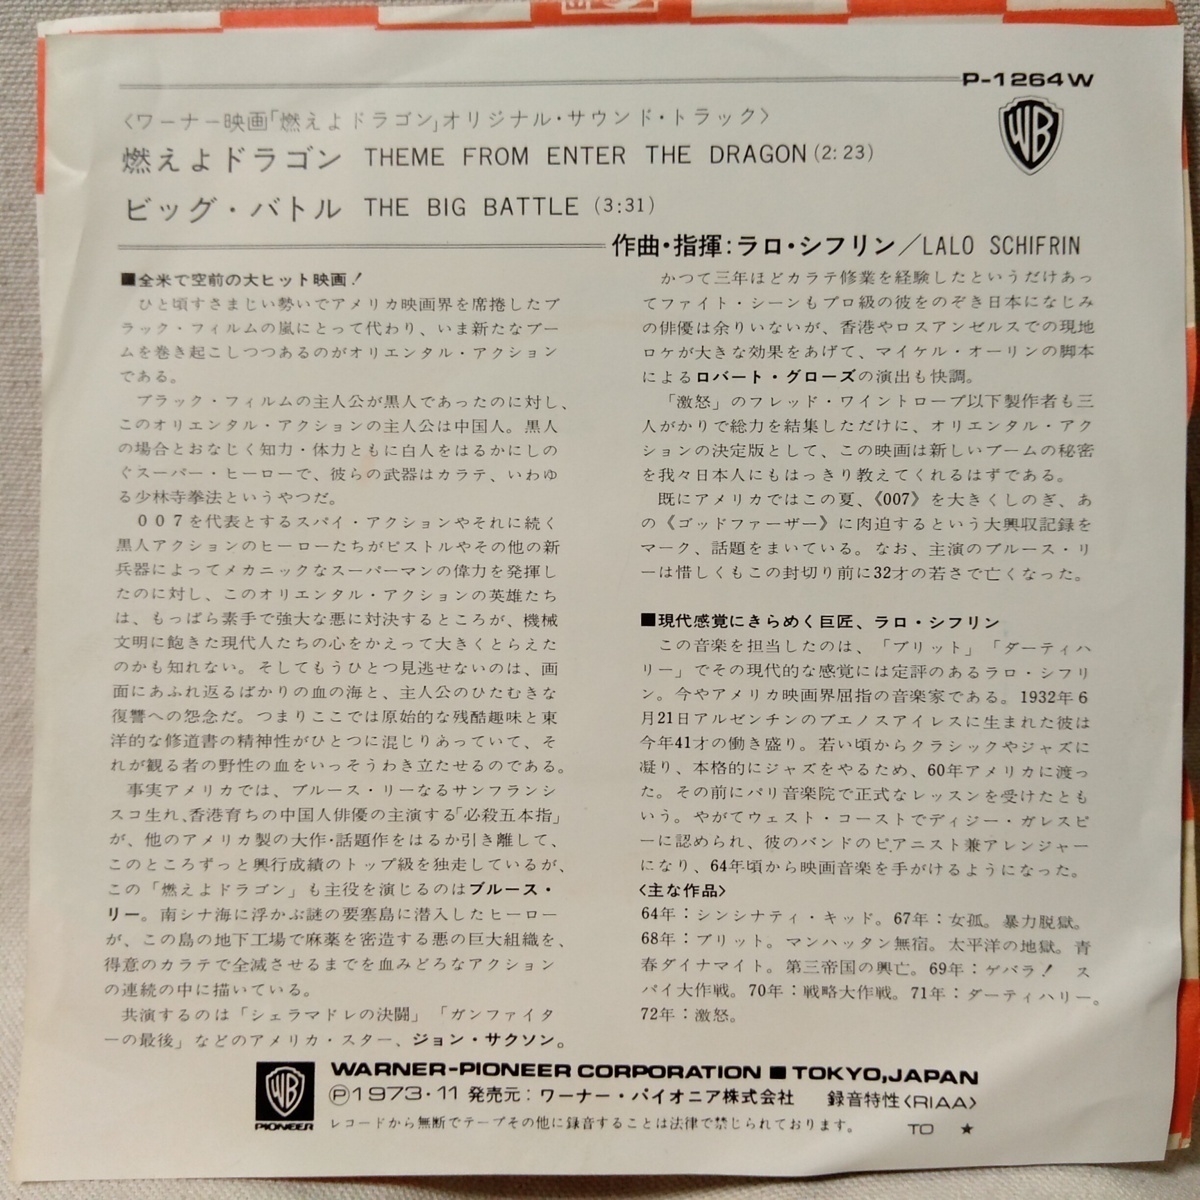 P-1264W
〈ワーナー映画「燃えよドラゴン」オリジナル・サウンド・トラック〉
WB
燃えよドラゴン THEME FROM ENTER THE DRAGON (2:23)
ビッグ・バトル THE BIG BATTLE (3:31)
作曲・指揮:ラロ・シフリン/LALO SCHIFRIN
■全米で空前の大ヒット映画!
ひと頃すさまじい勢いでアメリカ映画界を席捲したブ
ラック・フィルムの嵐にとって代わり、いま新たなブー
ムを巻き起こしつつあるのがオリエンタル・アクション
である。
ブラック・フィルムの主人公が黒人であったのに対し、
このオリエンタル・アクションの主人公は中国人。黒人
の場合とおなじく知力・体力ともに白人をはるかにしの
ぐスーパー・ヒーローで、彼らの武器はカラテ、いわゆ
る少林寺拳法というやつだ。
007を代表とするスパイ・アクションやそれに続く
黒人アクションのヒーローたちがピストルやその他の新
兵器によってメカニックなスーパーマンの偉力を発揮し
たのに対し、このオリエンタル・アクションの英雄たち
は、もっぱら素手で強大な悪に対決するところが、機械
文明に飽きた現代人たちの心をかえって大きくとらえた
のかも知れない。そしてもうひとつ見逃せないのは、画
面にあふれ返るばかりの血の海と、主人公のひたむきな
復讐への怨念だ。つまりここでは原始的な残酷趣味と東
洋的な修道書の精神性がひとつに混じりあっていて、そ
れが観る者の野性の血をいっそうわき立たせるのである。
事実アメリカでは、ブルース・リーなるサンフランシ
スコ生れ、香港育ちの中国人俳優の主演する「必殺五本指」
が、他のアメリカ製の大作・話題作をはるか引き離して、
このところずっと興行成績のトップ級を独走しているが、
この「燃えよドラゴン」も主役を演じるのはブルース・
リー。南シナ海に浮かぶ謎の要塞島に潜入したヒーロー
が、この島の地下工場で麻薬を密造する悪の巨大組織を、
得意のカラテで全滅させるまでを血みどろなアクション
の連続の中に描いている。
共演するのは「シェラマドレの決闘」「ガンファイタ
ーの最後」などのアメリカ・スター、ジョン・サクソン。
かつて三年ほどカラテ修業を経験したというだけあっ
てファイト・シーンもプロ級の彼をのぞき日本になじみ
の俳優は余りいないが、香港やロスアンゼルスでの現地
ロケが大きな効果をあげて、マイケル・オーリンの脚本
によるロバート・グローズの演出も快調。
「激怒」のフレッド・ワイントローブ以下製作者も三
人がかりで総力を結集しただけに、オリエンタル・アク
ションの決定版として、この映画は新しいブームの秘密
を我々日本人にもはっきり教えてくれるはずである。
既にアメリカではこの夏、《007》を大きくしのぎ、あ
の《ゴッドファーザー》に肉迫するという大興収記録を
マーク、話題をまいている。なお、主演のブルース・リ
ーは惜しくもこの封切り前に32才の若さで亡くなった。
■現代感覚にきらめく巨匠、ラロ・シフリン
この音楽を担当したのは、「ブリット」「ダーティハ
リー」でその現代的な感覚には定評のあるラロ・シフリ
ン。今やアメリカ映画界屈指の音楽家である。1932年6
月21日アルゼンチンのブエノスアイレスに生まれた彼は
今年41才の働き盛り。若い頃からクラシックやジャズに
凝り、本格的にジャズをやるため、60年アメリカに渡っ
た。その前にパリ音楽院で正式なレッスンを受けたとも
いう。やがてウェスト・コーストでディジー・ガレスピ
ーに認められ、彼のバンドのピアニスト兼アレンジャー
になり、64年頃から映画音楽を手がけるようになった。
〈主な作品〉
64年:シンシナティ・キッド。67年:女孤。暴力脱獄。
68年:ブリット。マンハッタン無宿。太平洋の地獄。青
春ダイナマイト。第三帝国の興亡。69年:ゲバラ! ス
パイ大作戦。70年:戦略大作戦。71年:ダーティハリー。
72年:激怒。
WB
PIONEER
WARNER-PIONEER CORPORATION ■ TOKYO,JAPAN
Ⓟ1973・11 発売元:ワーナー・パイオニア株式会社 録音特性〈RIAA〉
レコードから無断でテープその他に録音することは法律で禁じられております。 TO ★